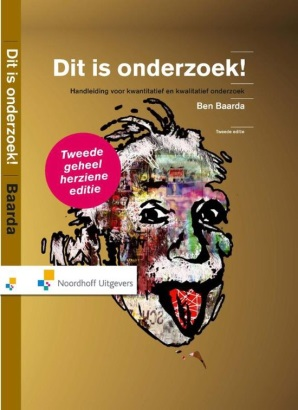 Dit is onderzoek!
Handleiding voor kwantitatief en kwalitatief onderzoek
Ben Baarda
Tweede editie
Tweede
geheel
herziene
editie
Noordhoff Uitgevers
Dit is onderzoek!
Baarda